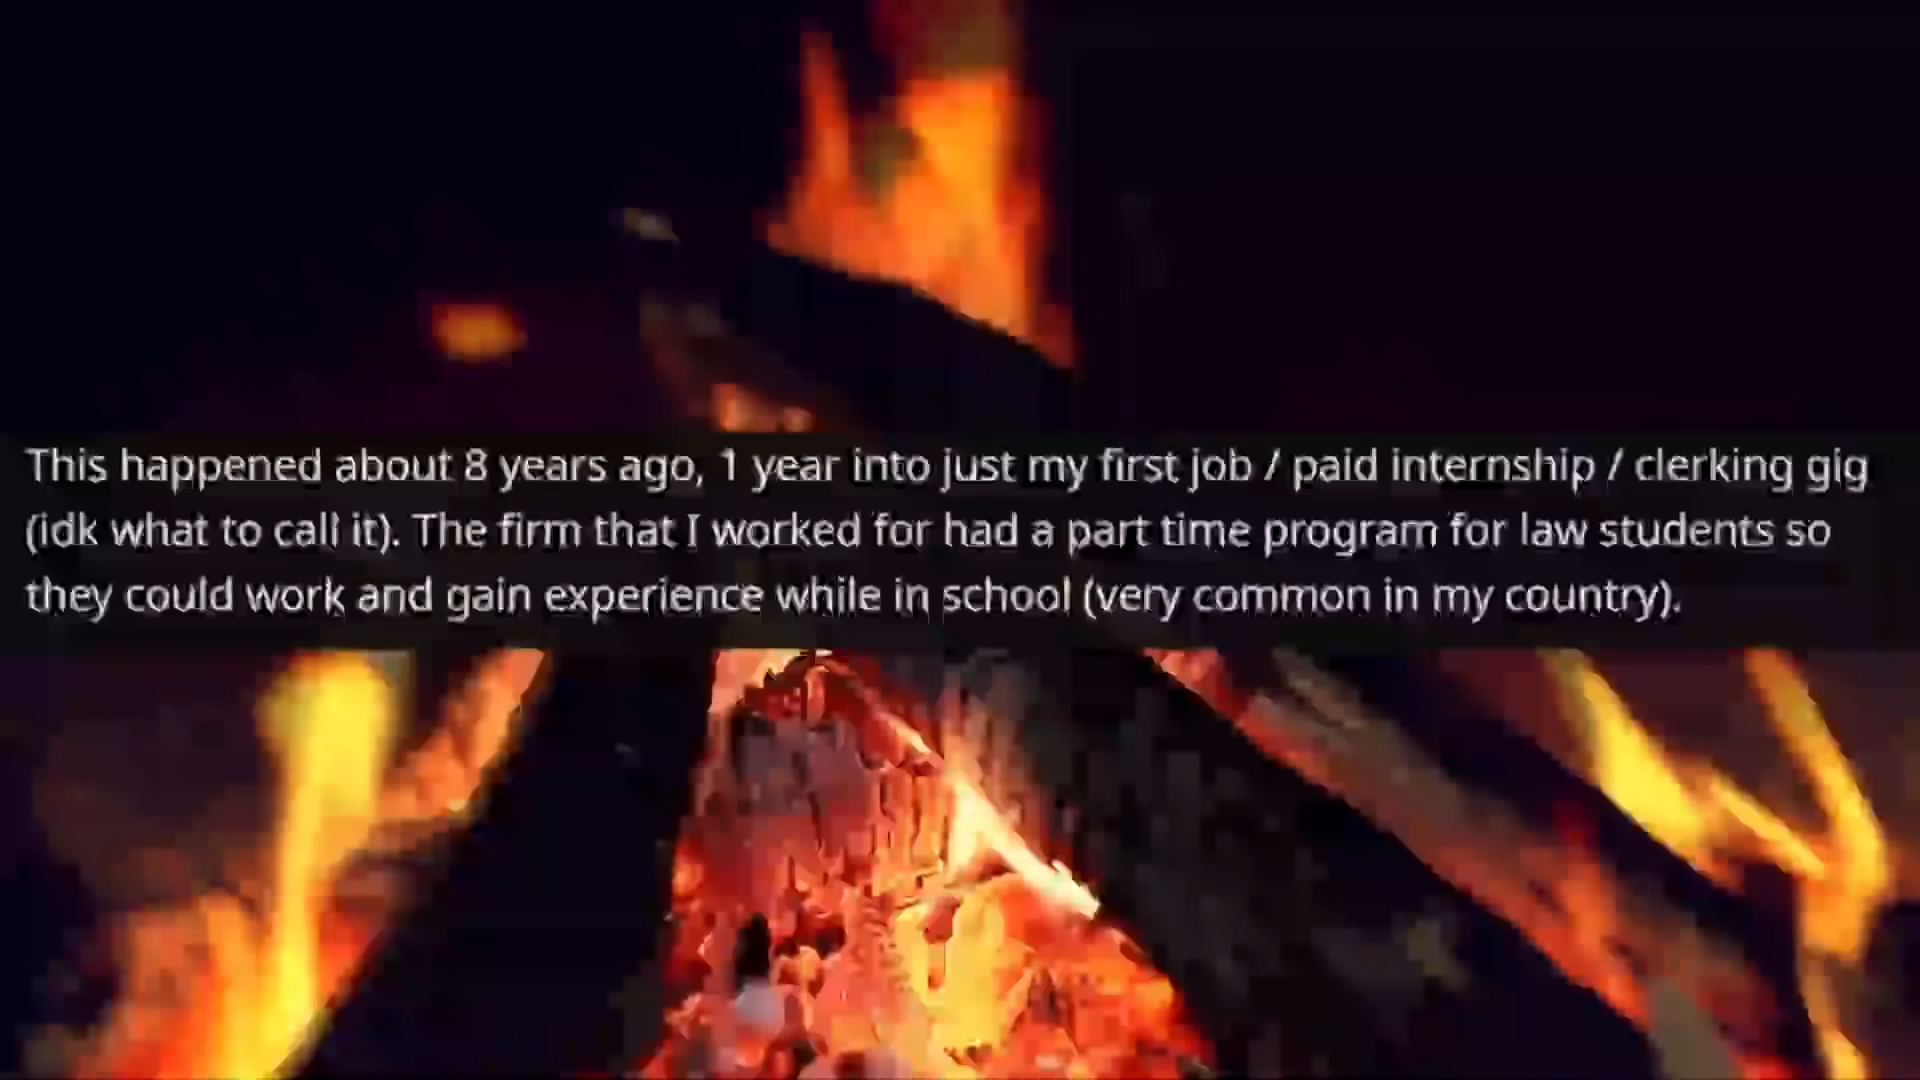 This happened about 8 years ago, 1 year into just my first job / paid internship / clerking gig
(idk what to call it). The firm that I worked for had a part time program for law students so
they could work and gain experience while in school (very common in my country).